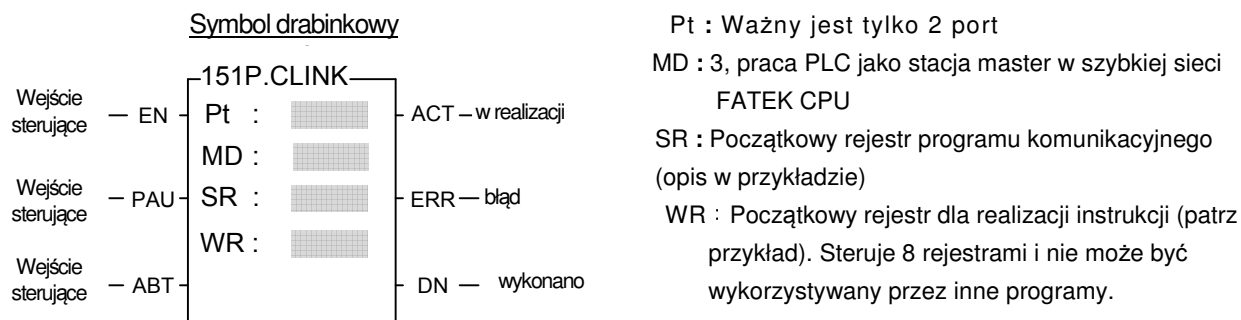 Symbol drabinkowy
151P.CLINK
Wejście
sterujące
EN
Pt :
ACT
w realizacji
MD :
Wejście
sterujące
PAU
SR :
ERR
błąd
WR :
Wejście
sterujące
ABT
DN
wykonano
Pt : Ważny jest tylko 2 port
MD : 3, praca PLC jako stacja master w szybkiej sieci
FATEK CPU
SR : Początkowy rejestr programu komunikacyjnego
(opis w przykładzie)
WR : Początkowy rejestr dla realizacji instrukcji (patrz
przykład). Steruje 8 rejestrami i nie może być
wykorzystywany przez inne programy.